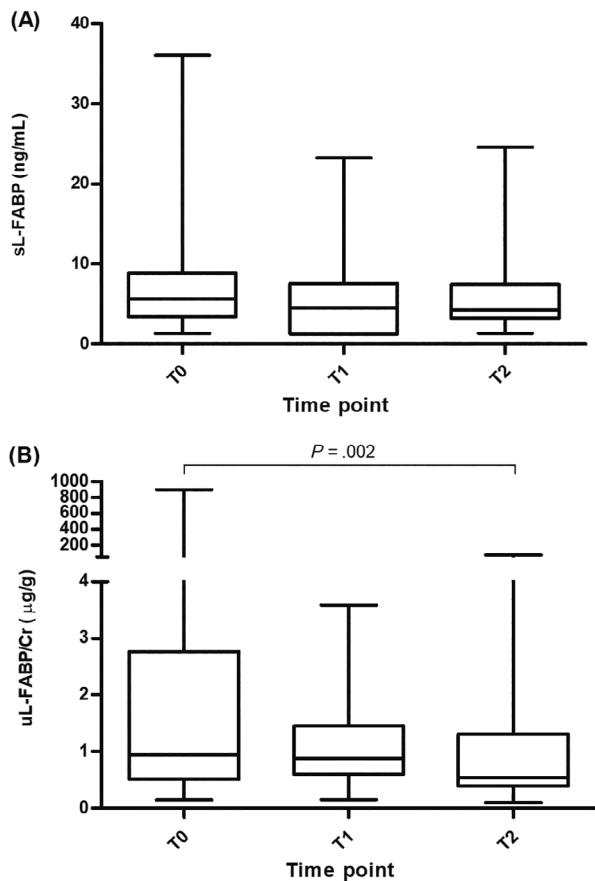 (A)
sL-FABP (ng/mL)
40
30
20
10
0
T0
T1
T2
Time point
(B)
P = .002
uL-FABP/Cr ( μg/g)
1000
800
600
400
200
4
3
2
1
0
T0
T1
T2
Time point